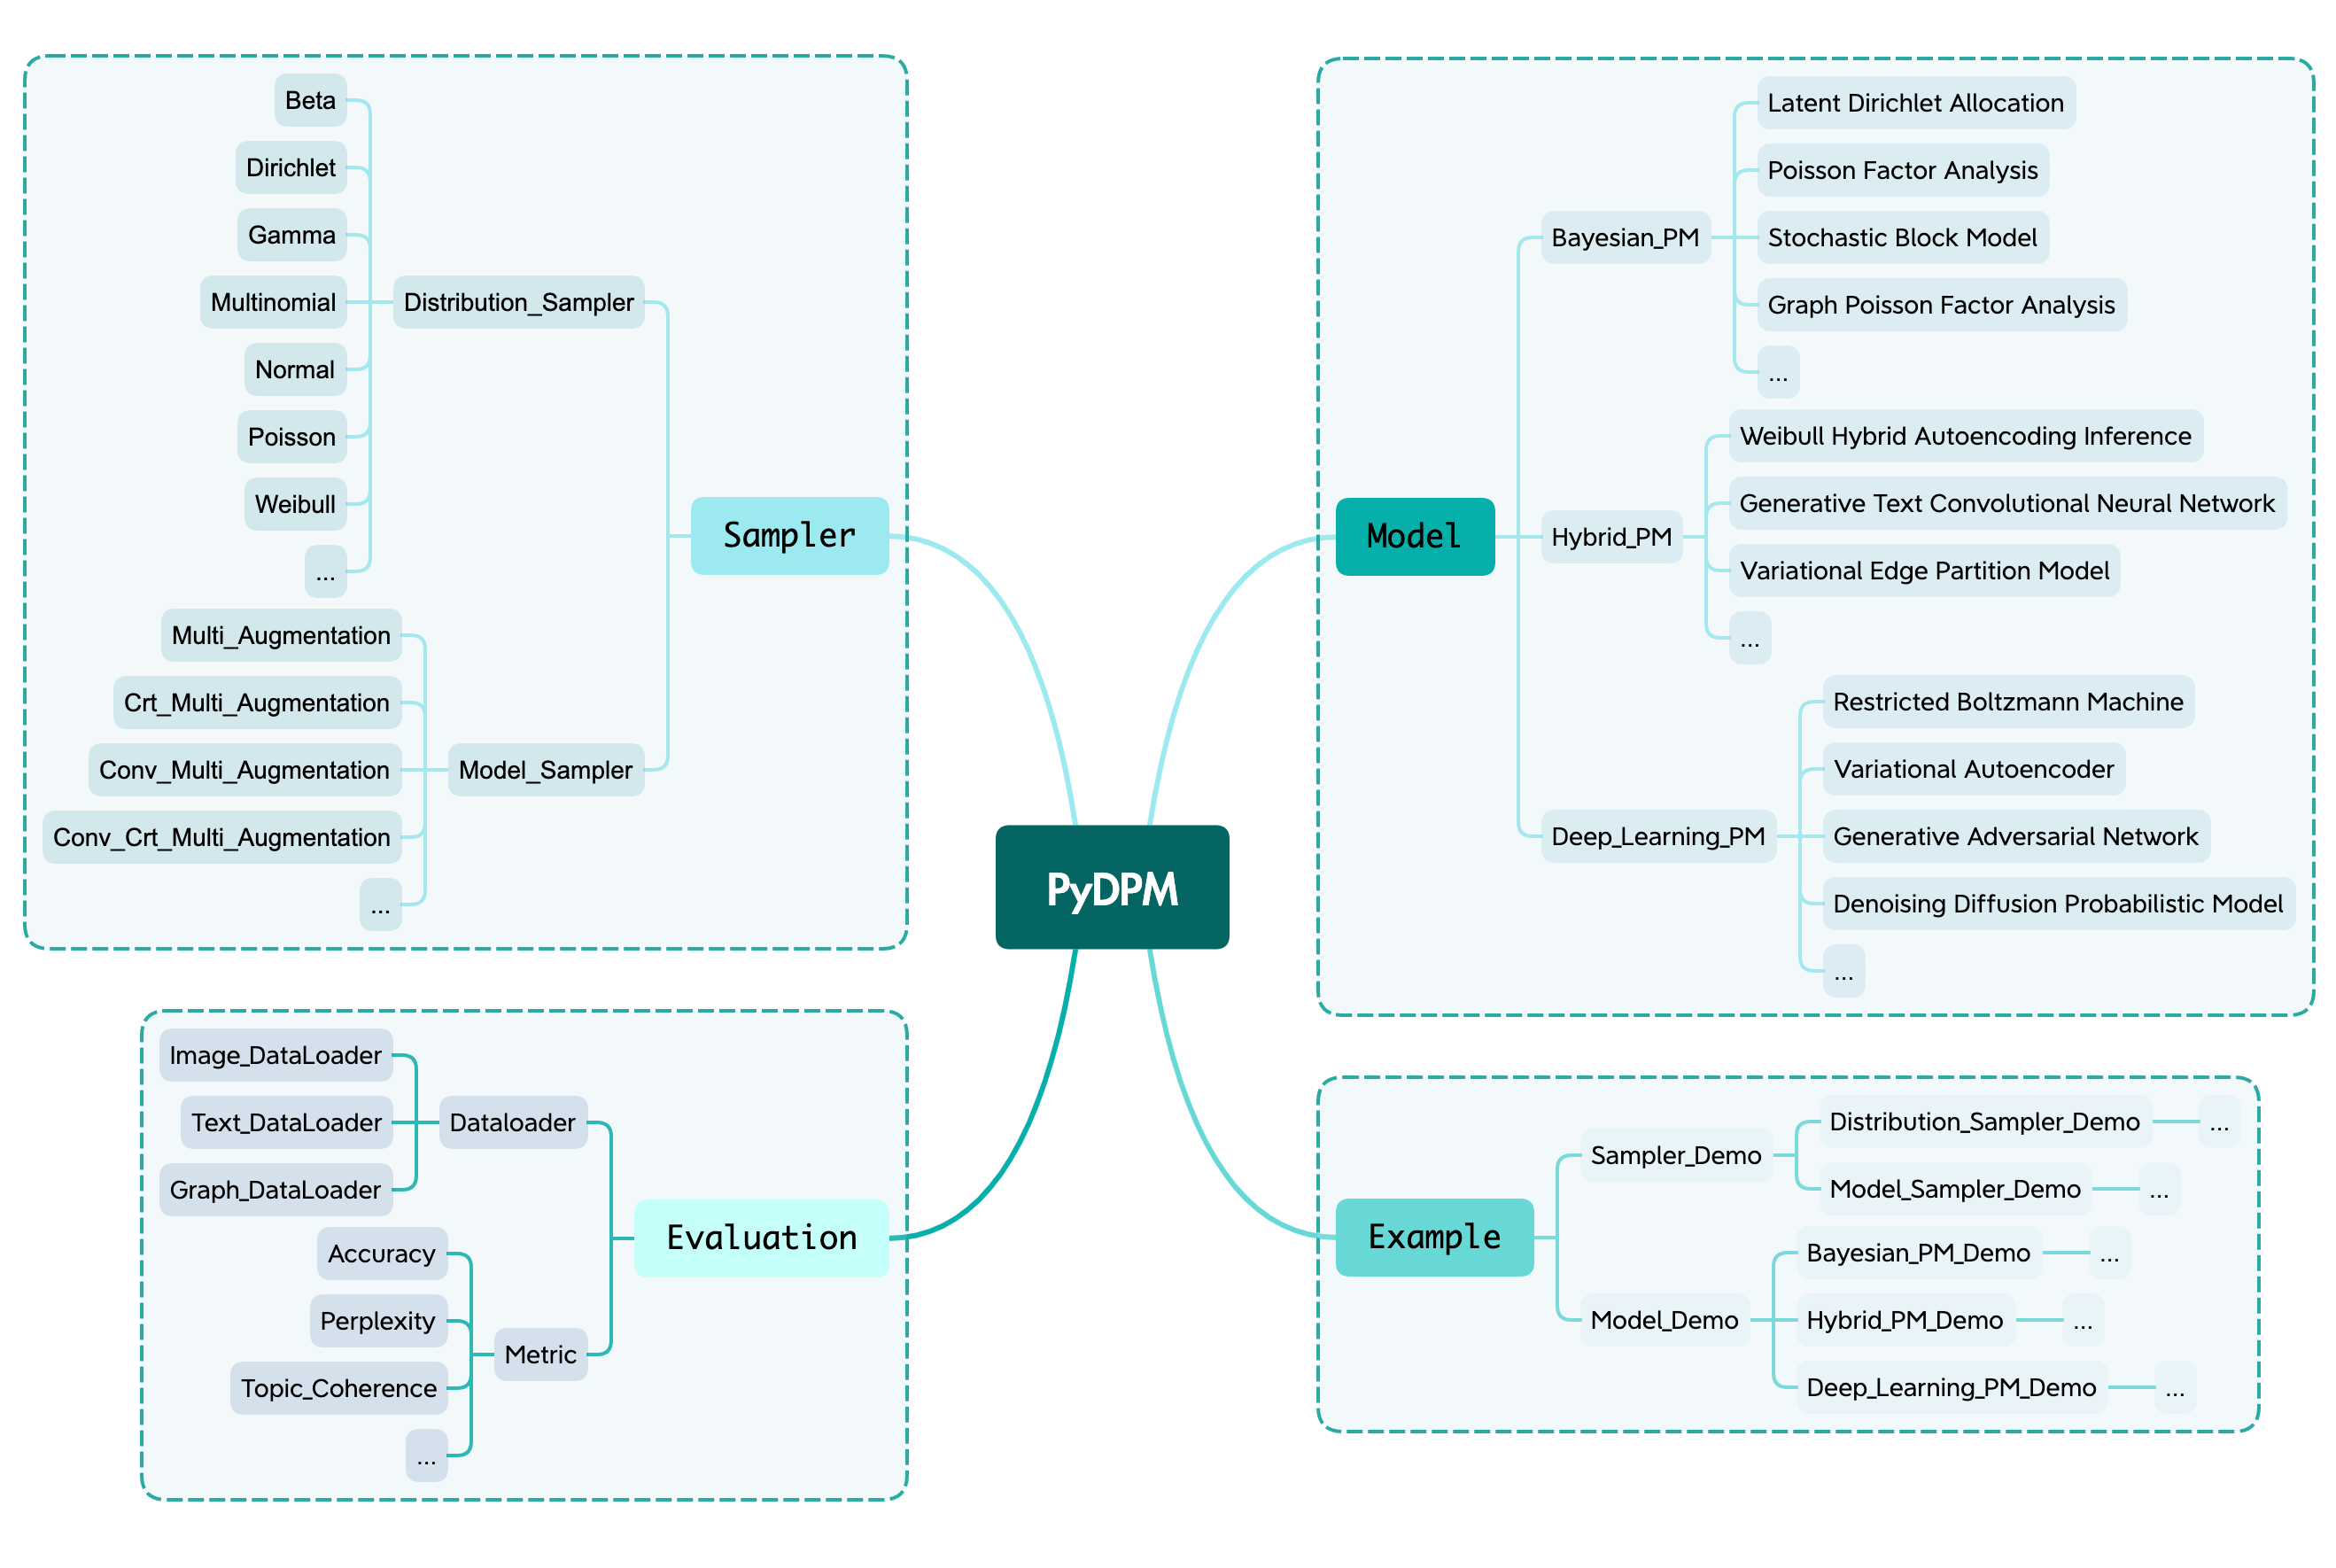 Beta
Dirichlet
Gamma
Multinomial
Normal
Poisson
Weibull
...
Distribution_Sampler
Multi_Augmentation
Crt_Multi_Augmentation
Conv_Multi_Augmentation
Conv_Crt_Multi_Augmentation
...
Model_Sampler
Sampler
Model
Bayesian_PM
Latent Dirichlet Allocation
Poisson Factor Analysis
Stochastic Block Model
Graph Poisson Factor Analysis
...
Hybrid_PM
Weibull Hybrid Autoencoding Inference
Generative Text Convolutional Neural Network
Variational Edge Partition Model
...
Deep_Learning_PM
Restricted Boltzmann Machine
Variational Autoencoder
Generative Adversarial Network
Denoising Diffusion Probabilistic Model
...
PyDPM
Image_DataLoader
Text_DataLoader
Graph_DataLoader
Dataloader
Accuracy
Perplexity
Topic_Coherence
...
Metric
Evaluation
Example
Sampler_Demo
Distribution_Sampler_Demo
...
Model_Sampler_Demo
...
Model_Demo
Bayesian_PM_Demo
...
Hybrid_PM_Demo
...
Deep_Learning_PM_Demo
...